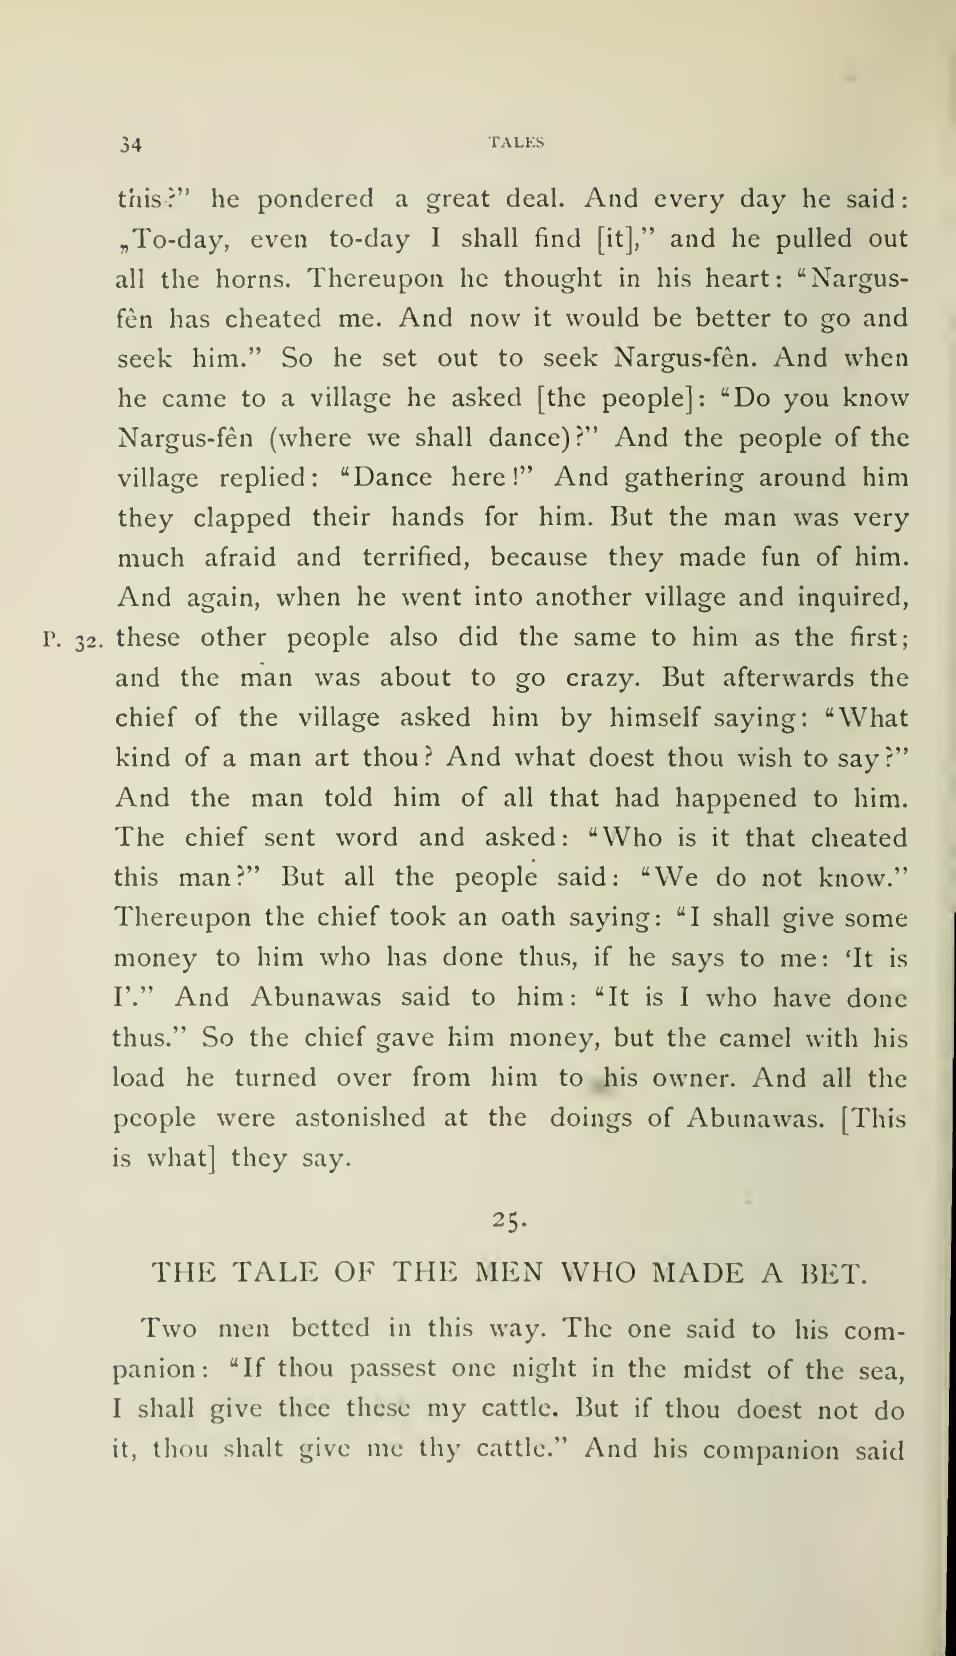 34 TALES
this?” he pondered a great deal. And every day he said:
„To-day, even to-day I shall find [it],” and he pulled out
all the horns. Thereupon he thought in his heart: “Nargus-
fên has cheated me. And now it would be better to go and
seek him.” So he set out to seek Nargus-fên. And when
he came to a village he asked [the people]: “Do you know
Nargus-fên (where we shall dance)?” And the people of the
village replied: “Dance here!” And gathering around him
they clapped their hands for him. But the man was very
much afraid and terrified, because they made fun of him.
And again, when he went into another village and inquired,
P. 32. these other people also did the same to him as the first;
and the man was about to go crazy. But afterwards the
chief of the village asked him by himself saying: “What
kind of a man art thou? And what doest thou wish to say?”
And the man told him of all that had happened to him.
The chief sent word and asked: “Who is it that cheated
this man?” But all the people said: “We do not know.”
Thereupon the chief took an oath saying: “I shall give some
money to him who has done thus, if he says to me: ‘It is
I’.” And Abunawas said to him: “It is I who have done
thus.” So the chief gave him money, but the camel with his
load he turned over from him to his owner. And all the
people were astonished at the doings of Abunawas. [This
is what] they say.
25.
THE TALE OF THE MEN WHO MADE A BET.
Two men betted in this way. The one said to his com-
panion: “If thou passest one night in the midst of the sea,
I shall give thee these my cattle. But if thou doest not do
it, thou shalt give me thy cattle.” And his companion said